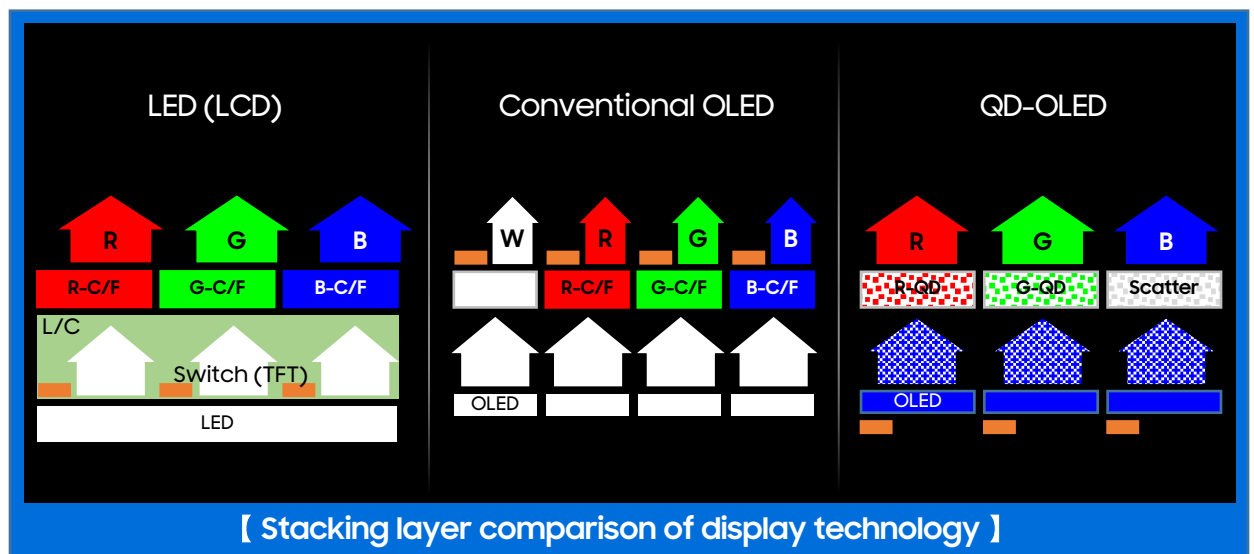 LED (LCD)
R
G
B
R-C/F
G-C/F
B-C/F
L/C
Switch (TFT)
LED
Conventional OLED
W
R
G
B
R-C/F
G-C/F
B-C/F
OLED
QD-OLED
R
G
B
R-QD
G-QD
Scatter
OLED
【 Stacking layer comparison of display technology 】